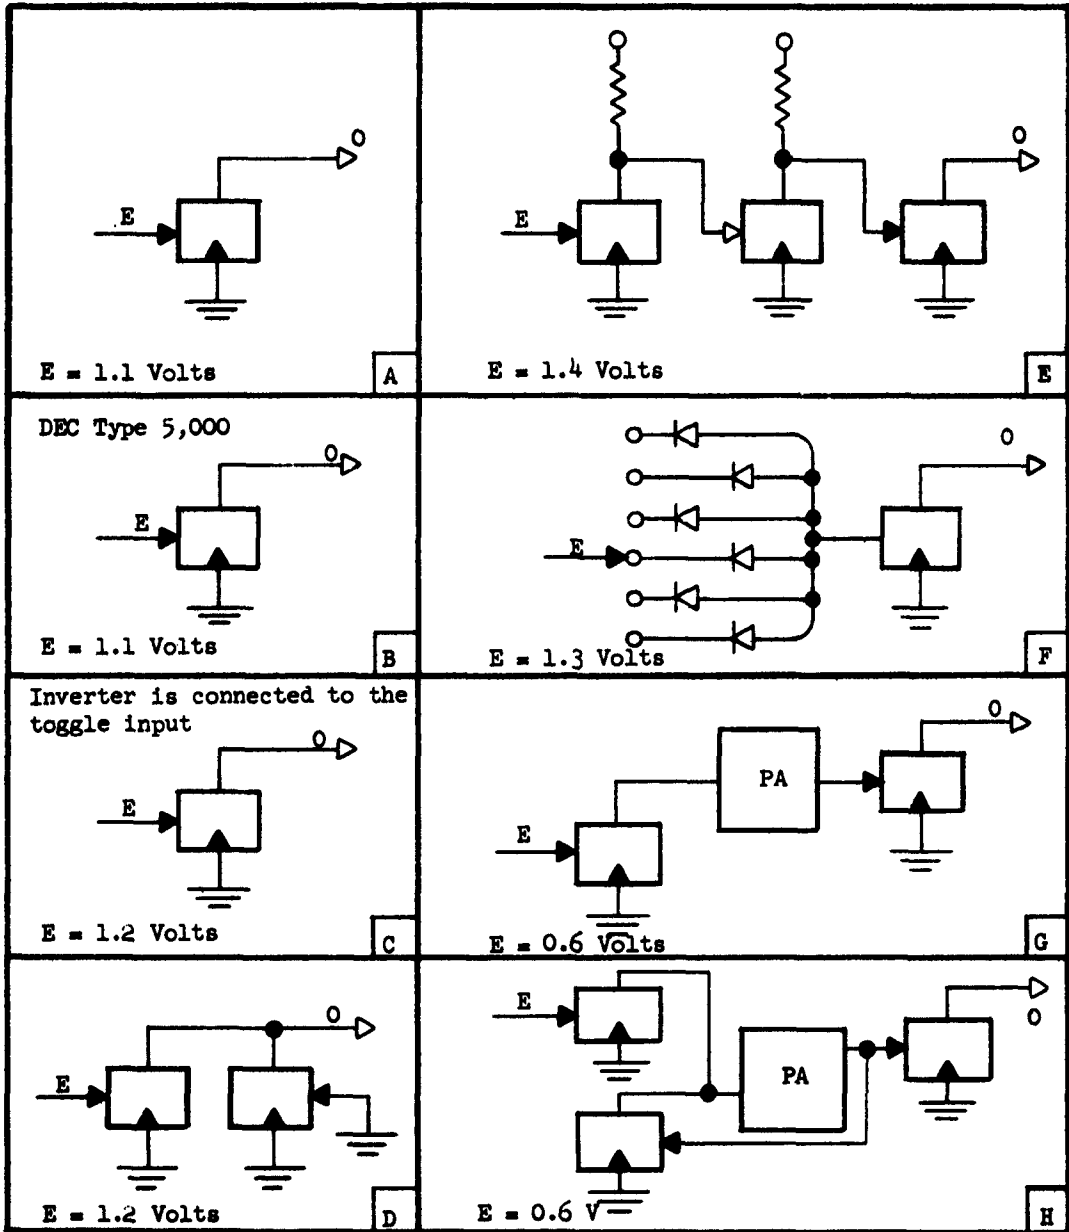 O
E
E = 1.1 Volts
A
O
E
E = 1.4 Volts
E
DEC Type 5,000
O
E
E = 1.1 Volts
B
O
E
E = 1.3 Volts
F
Inverter is connected to the
toggle input
O
E
E = 1.2 Volts
C
O
PA
E
E = 0.6 Volts
G
O
E
E = 1.2 Volts
D
E
O
PA
E = 0.6 V
H